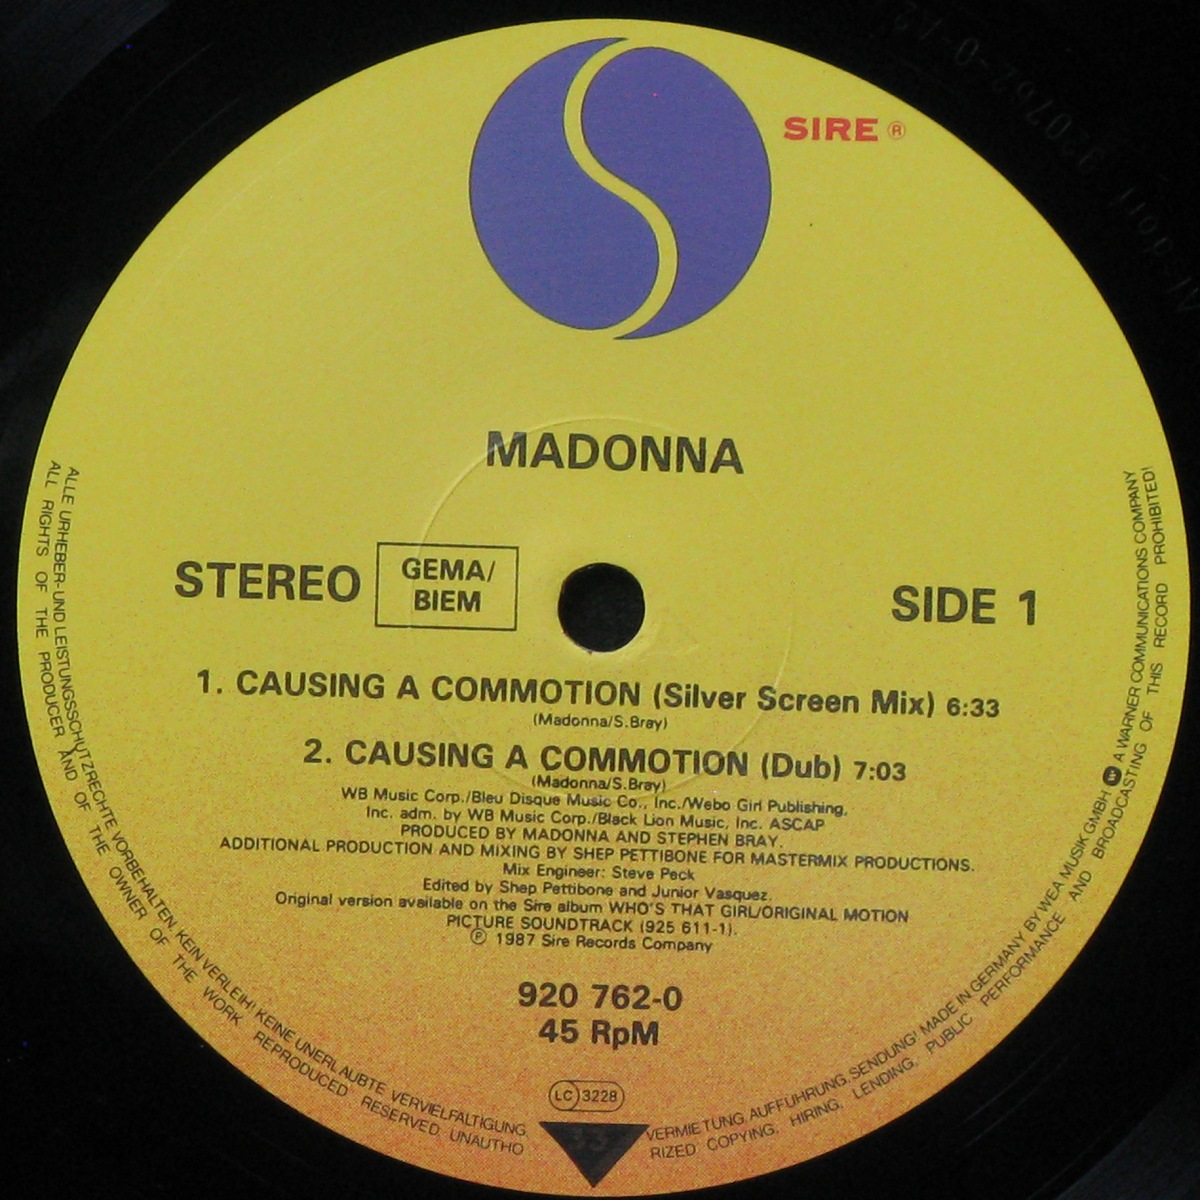 SIRE ®
MADONNA
STEREO
GEMA/
BIEM
SIDE 1
1. CAUSING A COMMOTION (Silver Screen Mix) 6:33
(Madonna/S.Bray)
2. CAUSING A COMMOTION (Dub) 7:03
(Madonna/S.Bray)
WB Music Corp./Bleu Disque Music Co., Inc./Webo Girl Publishing,
Inc. adm. by WB Music Corp./Black Lion Music, Inc. ASCAP
PRODUCED BY MADONNA AND STEPHEN BRAY.
ADDITIONAL PRODUCTION AND MIXING BY SHEP PETTIBONE FOR MASTERMIX PRODUCTIONS.
Mix Engineer: Steve Peck
Edited by Shep Pettibone and Junior Vasquez.
Original version available on the Sire album WHO'S THAT GIRL/ORIGINAL MOTION
PICTURE SOUNDTRACK (925 611-1).
℗ 1987 Sire Records Company
920 762-0
45 RpM
LC 3228
ALLE URHEBER- UND LEISTUNGSSCHUTZRECHTE VORBEHALTEN. KEIN VERLEIH! KEINE UNERLAUBTE VERVIELFALTIGUNG, VERMIETUNG, AUFFÜHRUNG, SENDUNG! MADE IN GERMANY BY WEA MUSIK GMBH A WARNER COMMUNICATIONS COMPANY
ALL RIGHTS OF THE PRODUCER AND OF THE OWNER OF THE WORK REPRODUCED RESERVED UNAUTHORIZED COPYING, HIRING, LENDING, PUBLIC PERFORMANCE AND BROADCASTING OF THIS RECORD PROHIBITED!